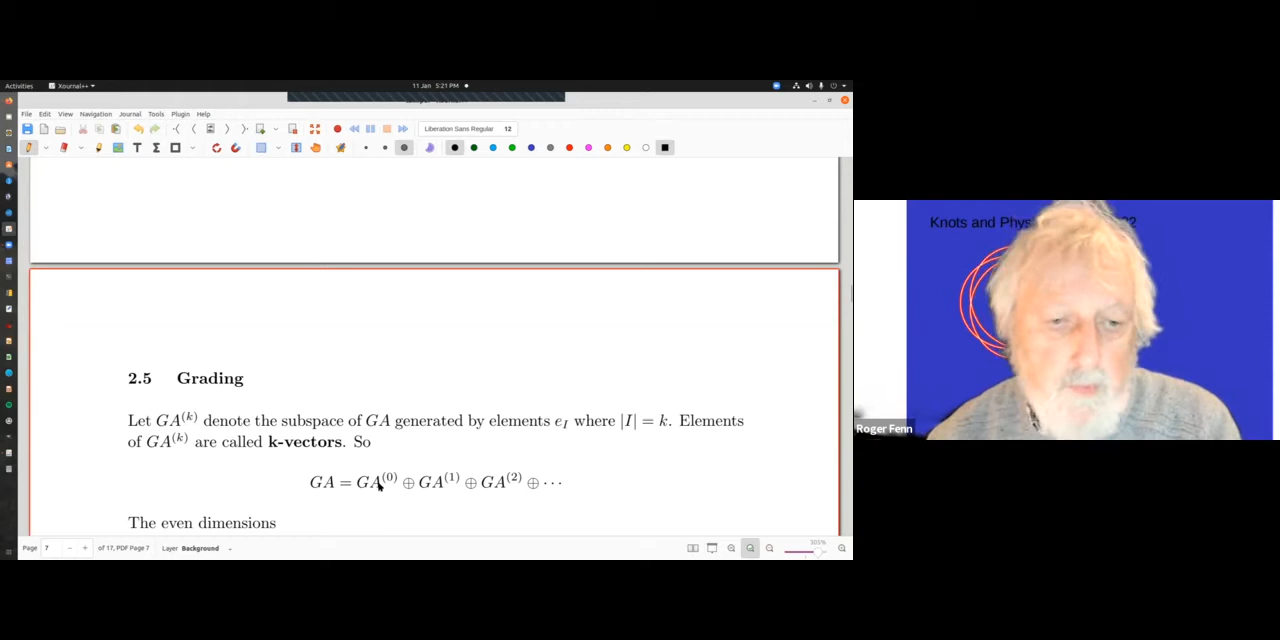 Activities
Xournal++
11 Jan 5:21 PM
File Edit View Navigation Journal Tools Plugin Help
Liberation Sans Regular 12
2.5 Grading
Let GA^(k) denote the subspace of GA generated by elements e_I where |I| = k. Elements
of GA^(k) are called k-vectors. So
GA = GA^(0) ⊕ GA^(1) ⊕ GA^(2) ⊕ ···
The even dimensions
Page 7 of 17, PDF Page 7 Layer Background
305%
Knots and Phys
Roger Fenn